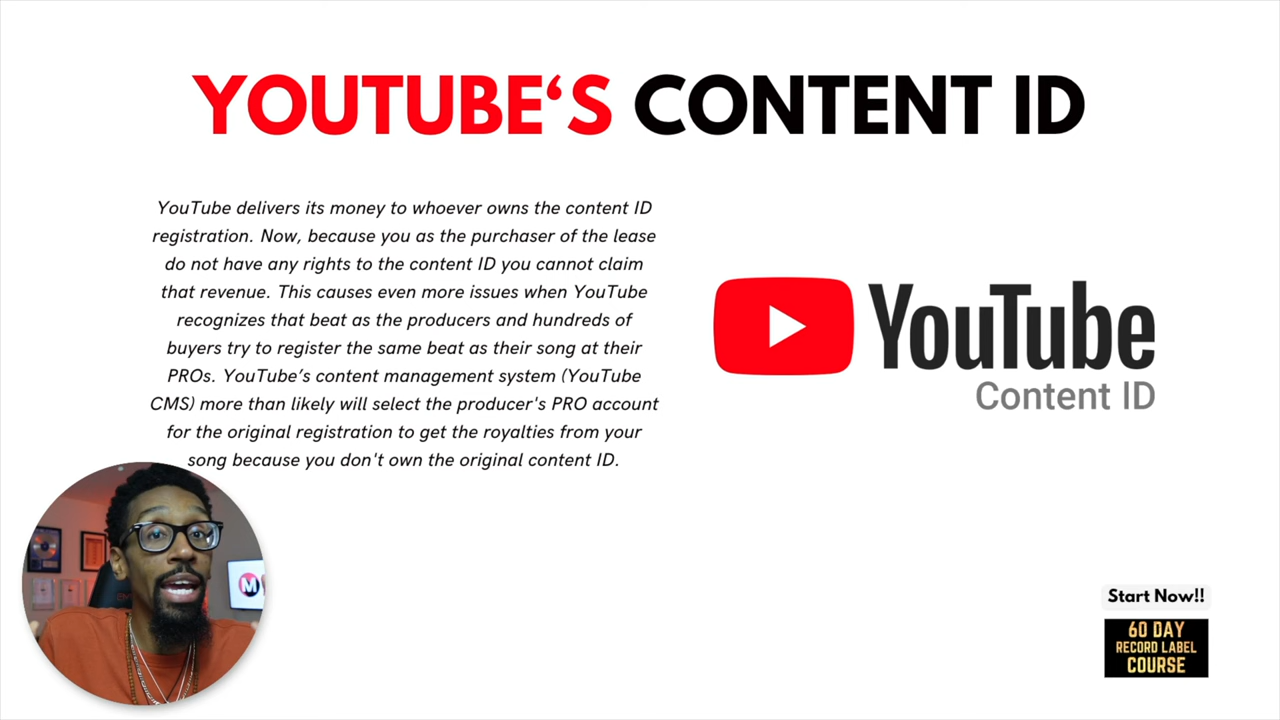 YOUTUBE‘S CONTENT ID
YouTube delivers its money to whoever owns the content ID
registration. Now, because you as the purchaser of the lease
do not have any rights to the content ID you cannot claim
that revenue. This causes even more issues when YouTube
recognizes that beat as the producers and hundreds of
buyers try to register the same beat as their song at their
PROs. YouTube’s content management system (YouTube
CMS) more than likely will select the producer's PRO account
for the original registration to get the royalties from your
song because you don't own the original content ID.
YouTube
Content ID
M
Start Now!!
60 DAY
RECORD LABEL
COURSE